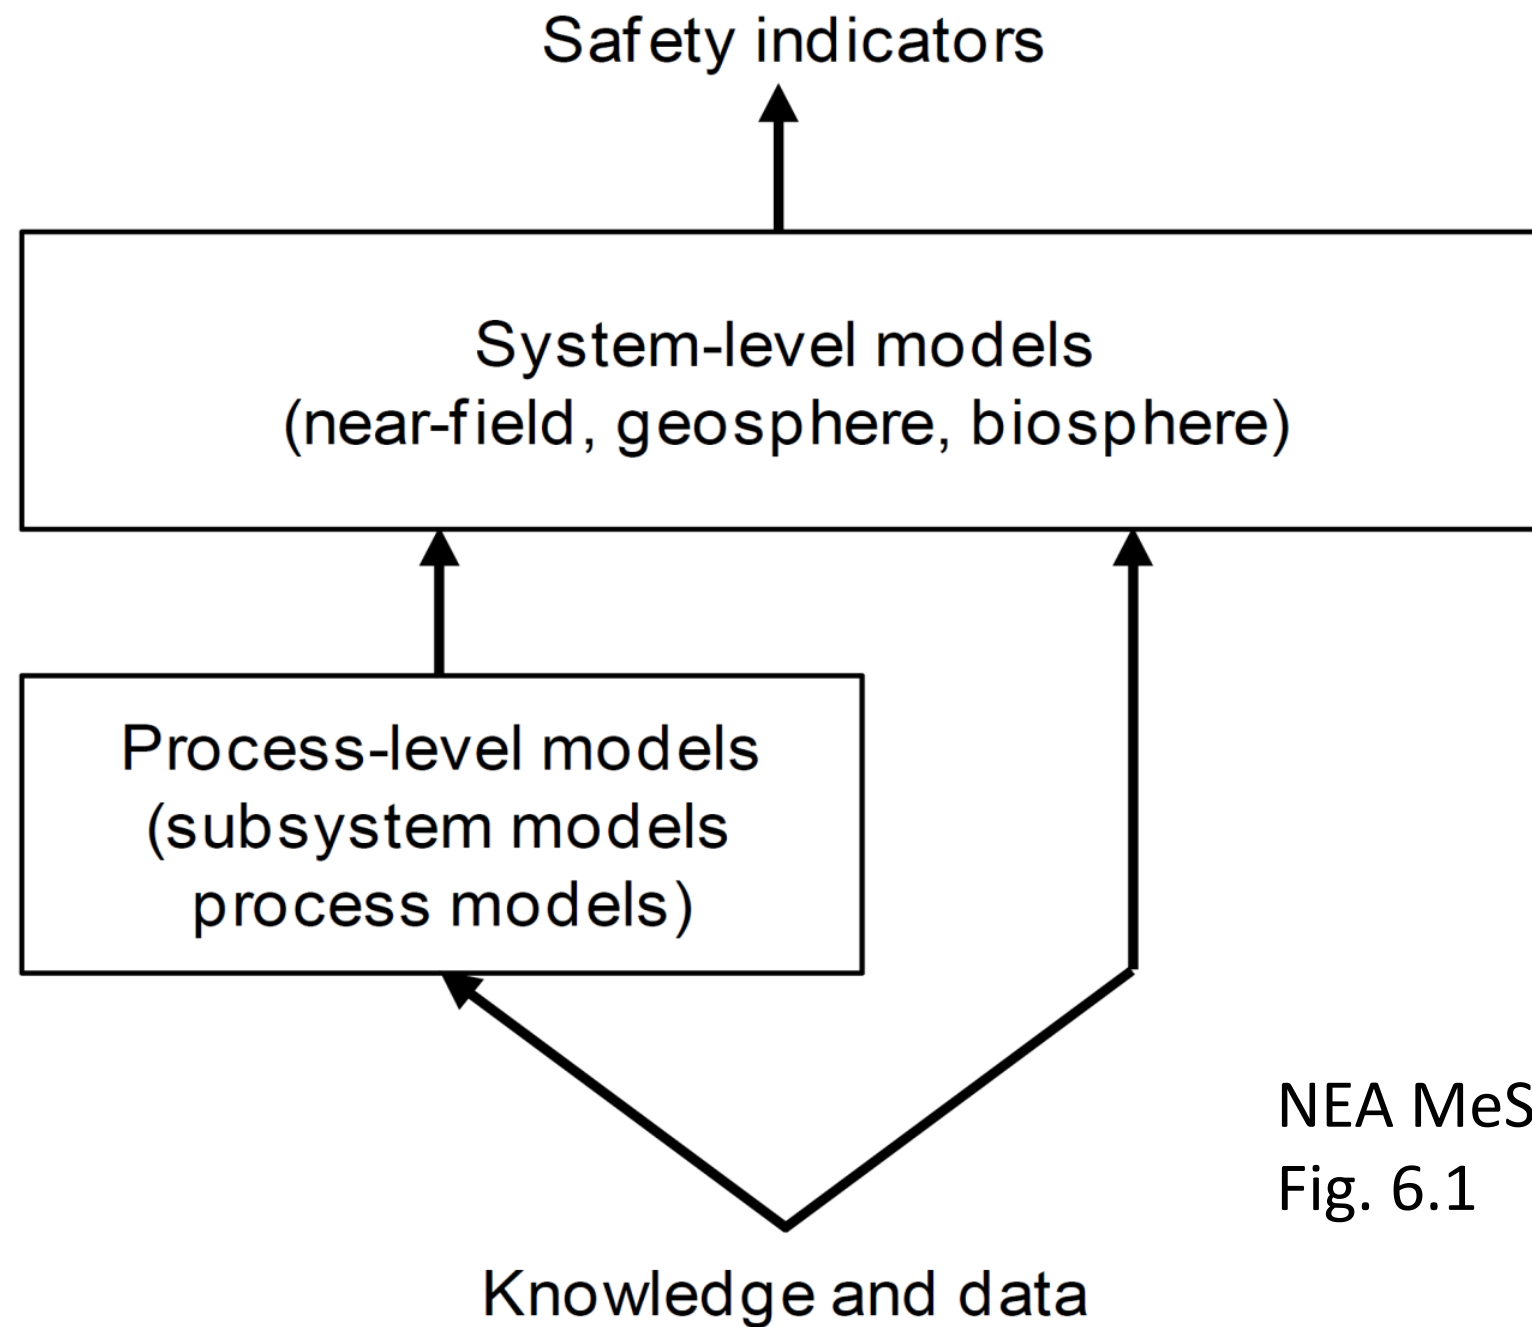 Safety indicators
System-level models
(near-field, geosphere, biosphere)
Process-level models
(subsystem models
process models)
NEA MeS
Fig. 6.1
Knowledge and data